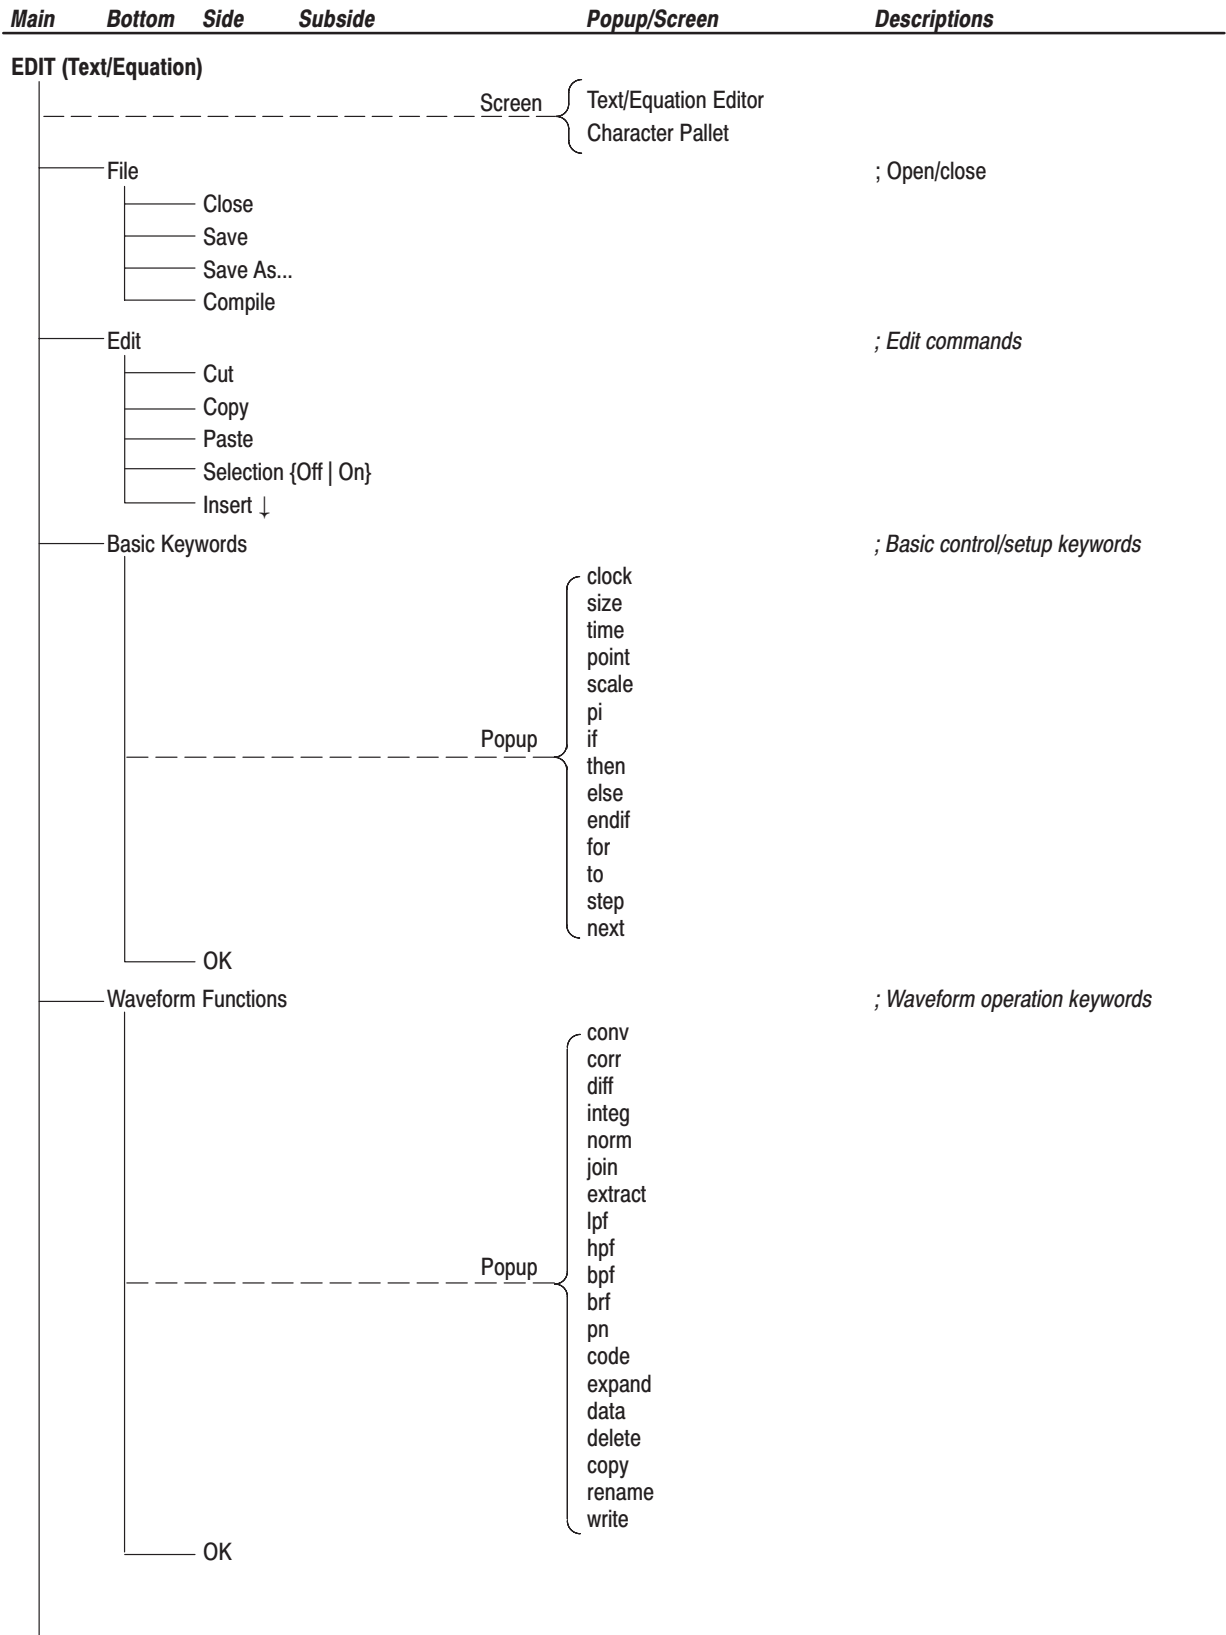 Main Bottom Side Subside Popup/Screen Descriptions
EDIT (Text/Equation)
Screen
Text/Equation Editor
Character Pallet
File ; Open/close
Close
Save
Save As...
Compile
Edit ; Edit commands
Cut
Copy
Paste
Selection {Off | On}
Insert ↓
Basic Keywords ; Basic control/setup keywords
clock
size
time
point
scale
pi
Popup if
then
else
endif
for
to
step
next
OK
Waveform Functions ; Waveform operation keywords
conv
corr
diff
integ
norm
join
extract
lpf
hpf
Popup bpf
brf
pn
code
expand
data
delete
copy
rename
write
OK